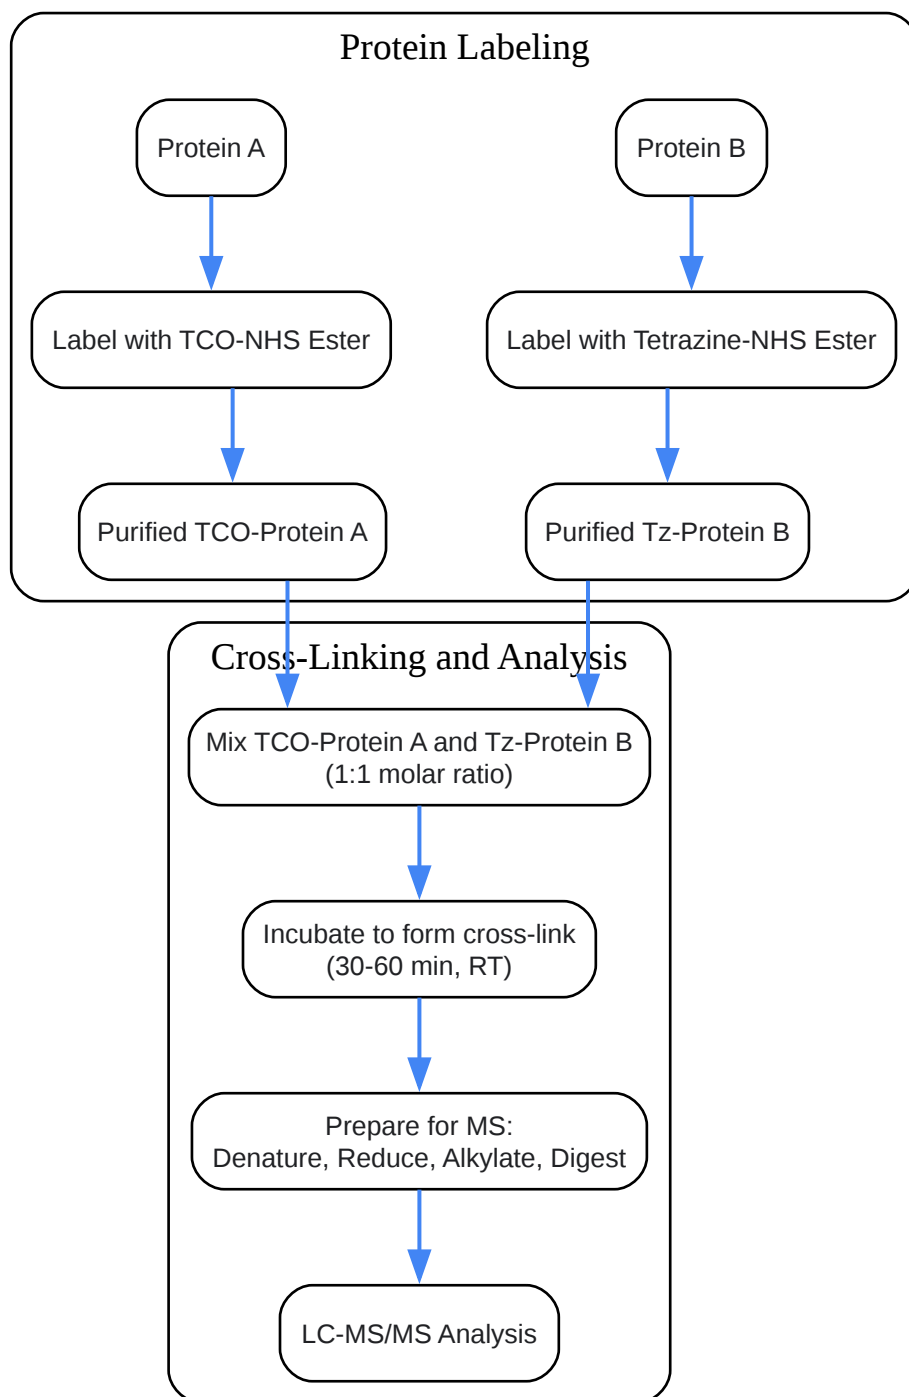 Protein Labeling
Protein A
Protein B
Label with TCO-NHS Ester
Label with Tetrazine-NHS Ester
Purified TCO-Protein A
Purified Tz-Protein B
Cross-Linking and Analysis
Mix TCO-Protein A and Tz-Protein B
(1:1 molar ratio)
Incubate to form cross-link
(30-60 min, RT)
Prepare for MS:
Denature, Reduce, Alkylate, Digest
LC-MS/MS Analysis